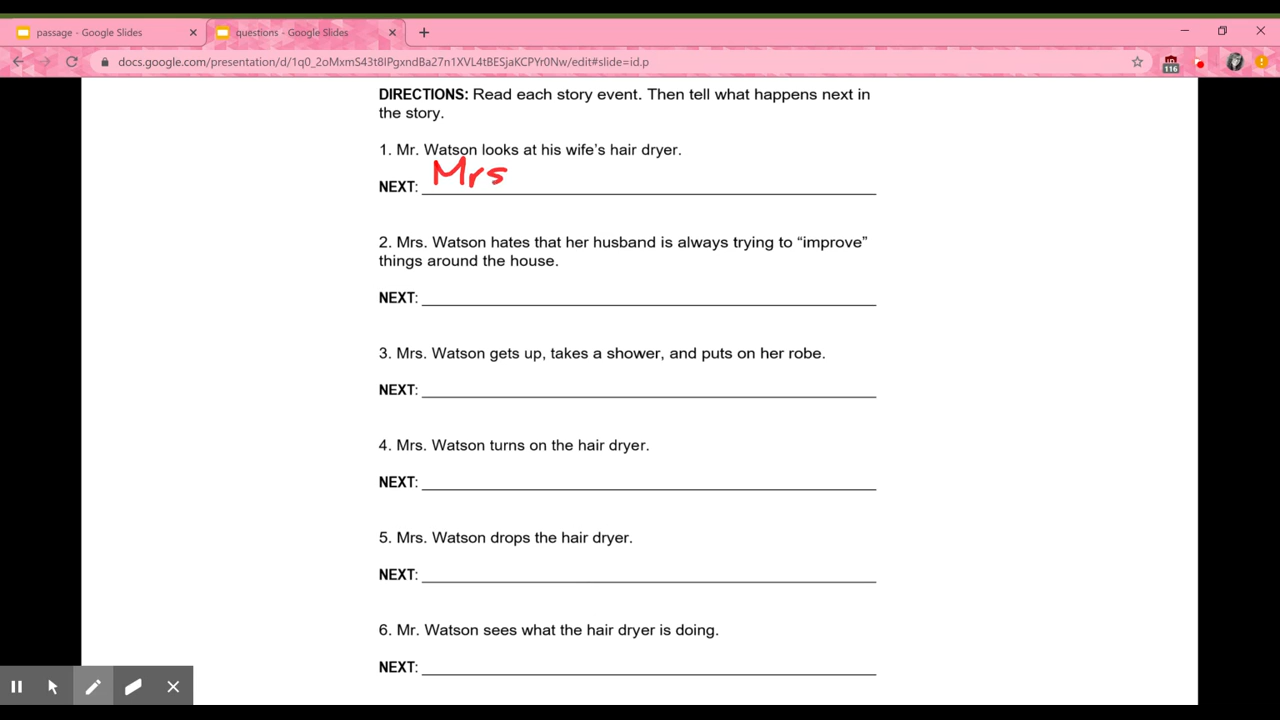 passage - Google Slides
questions - Google Slides
docs.google.com/presentation/d/1q0_2oMxmS43t8IPgxndBa27n1XVL4tBESjaKCPYr0Nw/edit#slide=id.p
116
DIRECTIONS: Read each story event. Then tell what happens next in
the story.
1. Mr. Watson looks at his wife’s hair dryer.
Mrs
NEXT:
2. Mrs. Watson hates that her husband is always trying to “improve”
things around the house.
NEXT:
3. Mrs. Watson gets up, takes a shower, and puts on her robe.
NEXT:
4. Mrs. Watson turns on the hair dryer.
NEXT:
5. Mrs. Watson drops the hair dryer.
NEXT:
6. Mr. Watson sees what the hair dryer is doing.
NEXT: